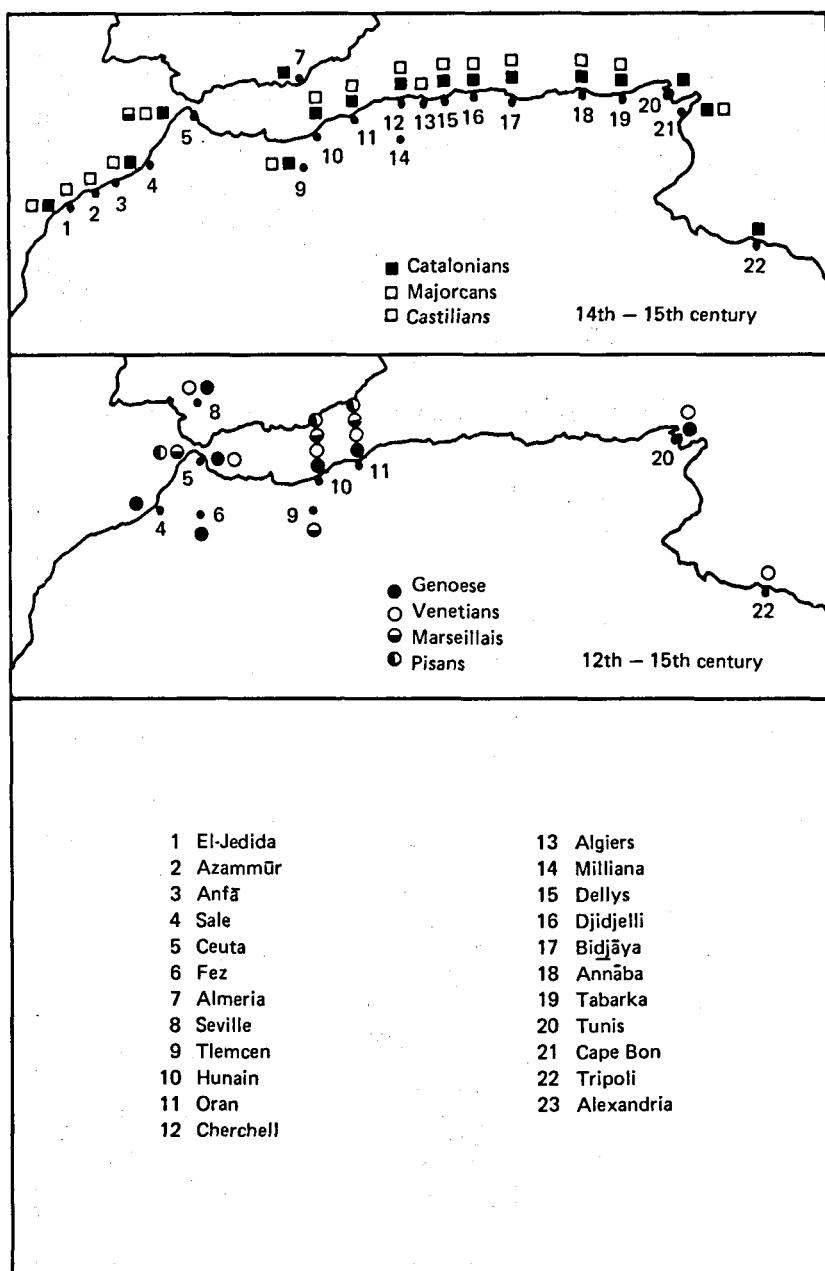 7
5
4
3
2
1
12
13
15
16
17
18
19
20
21
11
10
14
9
22
Catalonians
Majorcans
Castilians
14th – 15th century
8
5
4
6
9
10
11
20
22
Genoese
Venetians
Marseillais
Pisans
12th – 15th century
1 El-Jedida
2 Azammūr
3 Anfā
4 Sale
5 Ceuta
6 Fez
7 Almeria
8 Seville
9 Tlemcen
10 Hunain
11 Oran
12 Cherchell
13 Algiers
14 Milliana
15 Dellys
16 Djidjelli
17 Bidjāya
18 Annāba
19 Tabarka
20 Tunis
21 Cape Bon
22 Tripoli
23 Alexandria